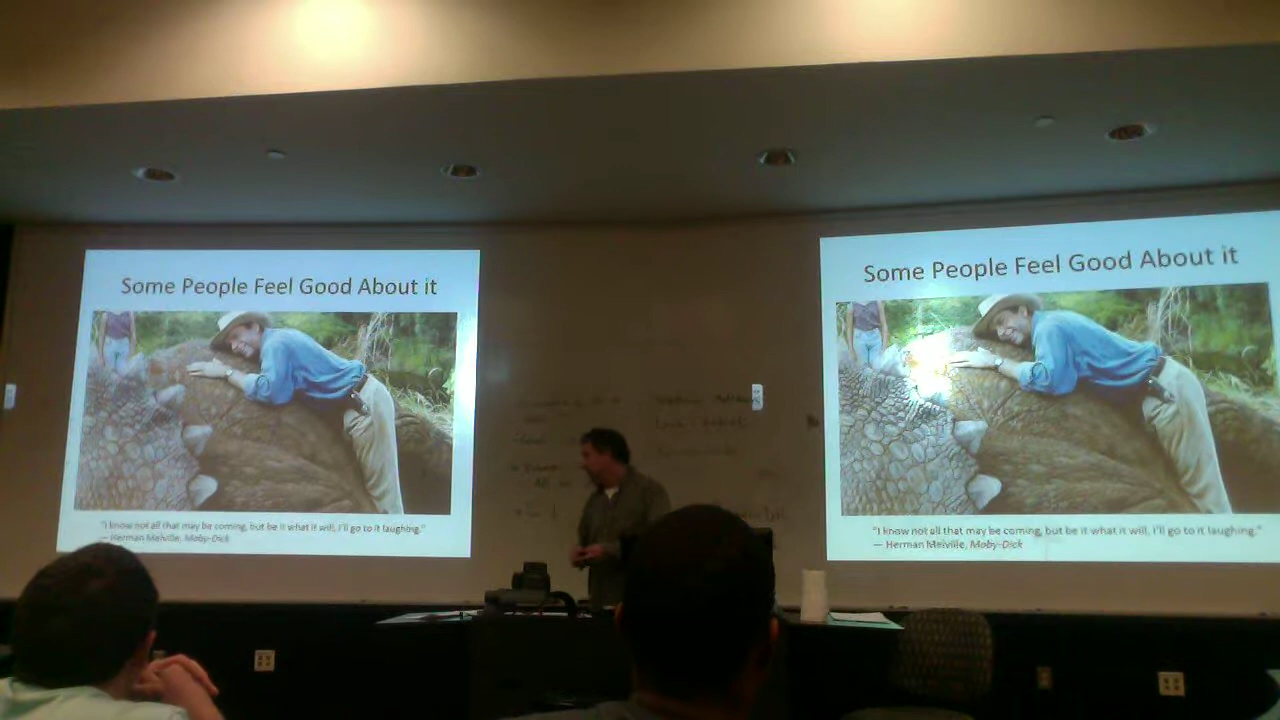 Some People Feel Good About it
"I know not all that may be coming, but be it what it will, I'll go to it laughing."
— Herman Melville, Moby-Dick
Some People Feel Good About it
"I know not all that may be coming, but be it what it will, I'll go to it laughing."
— Herman Melville, Moby-Dick